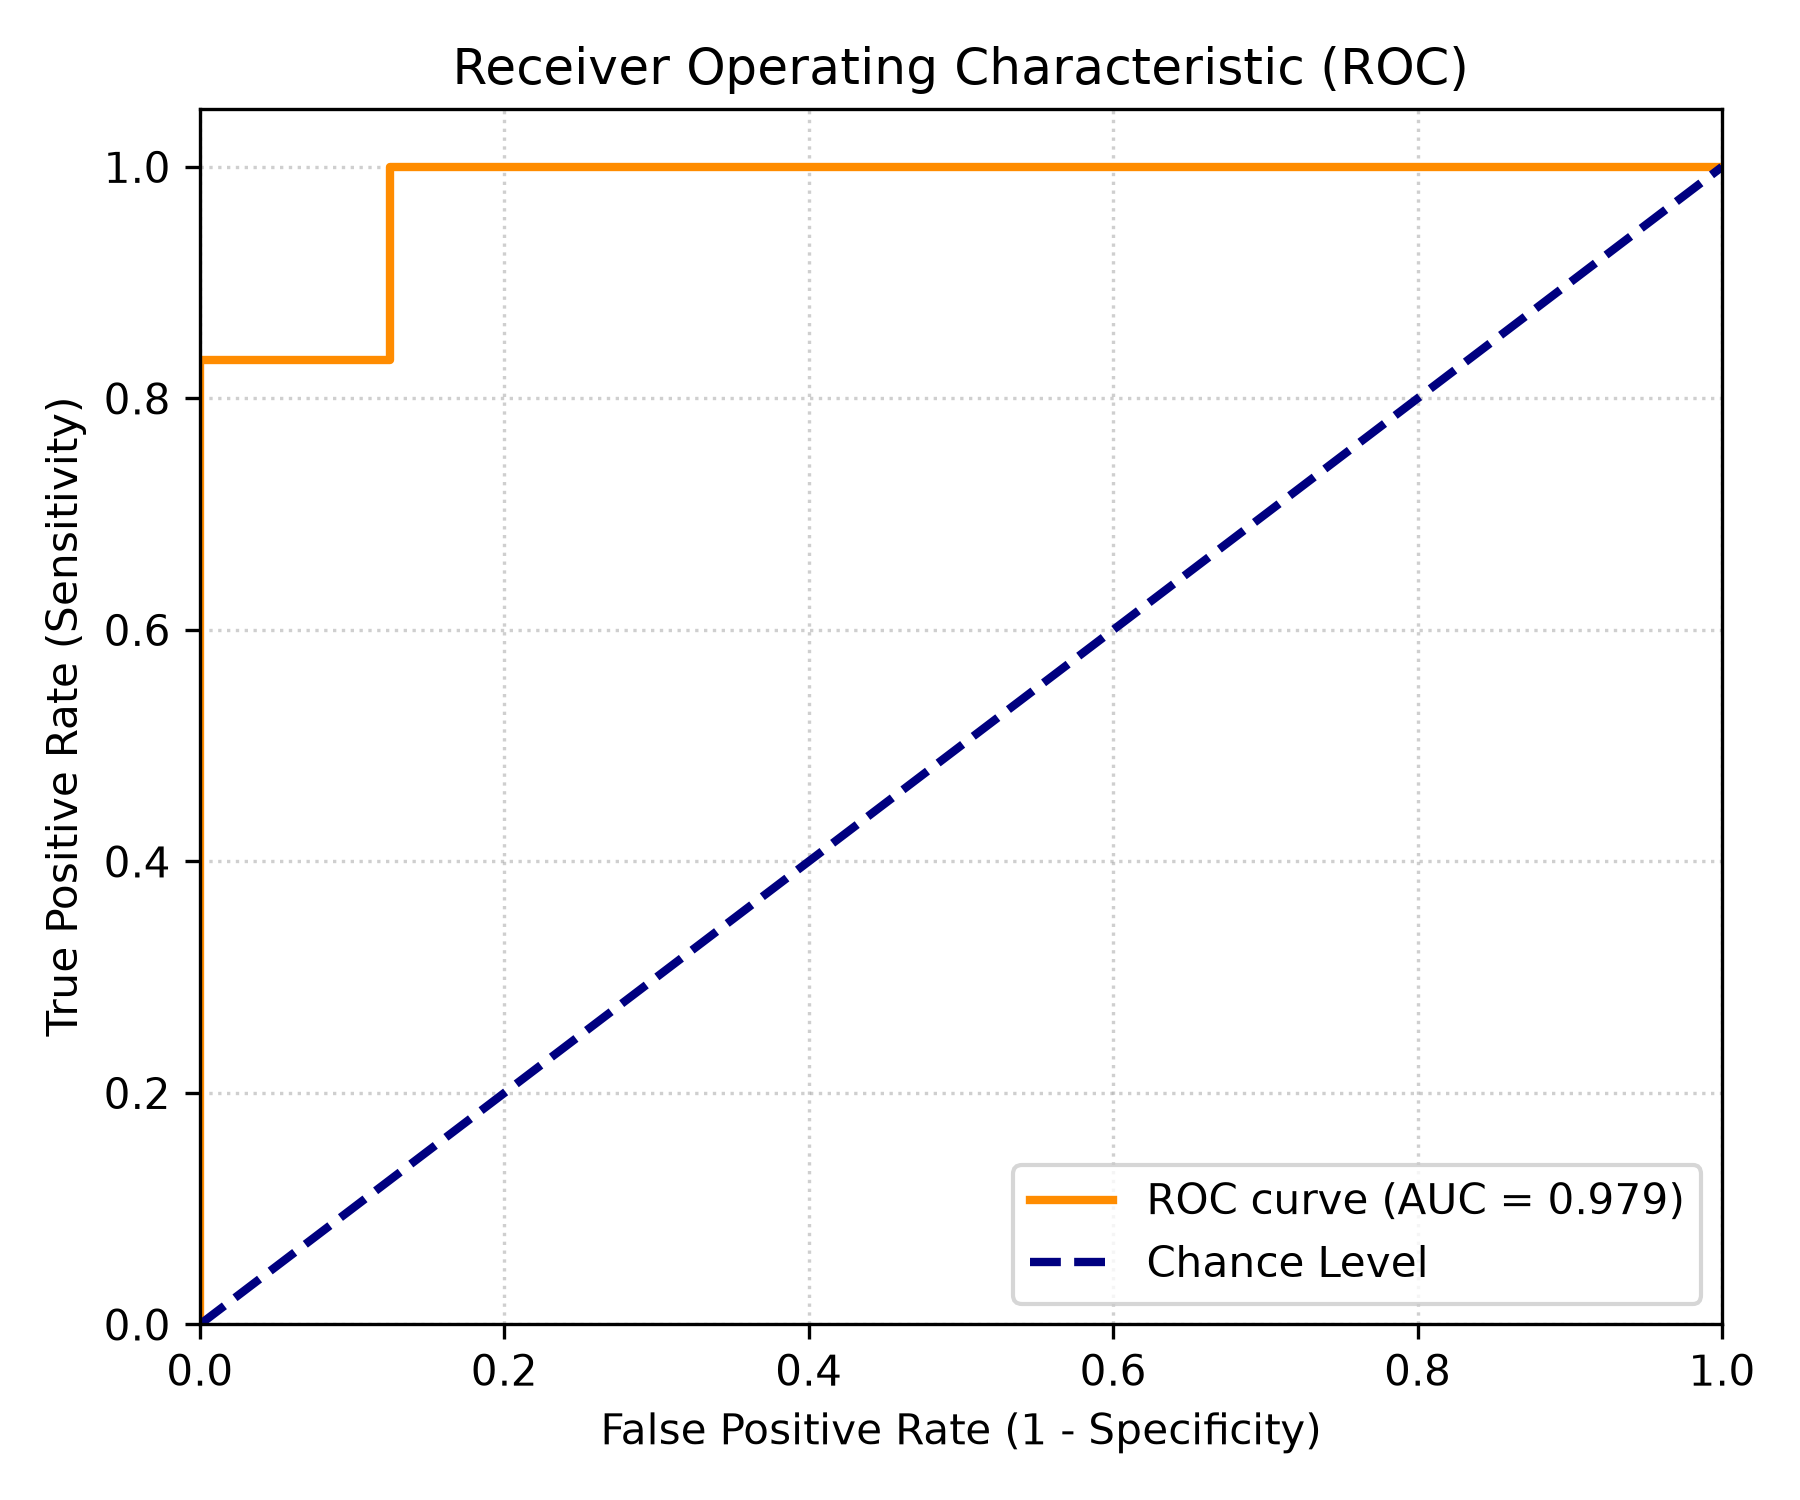 Receiver Operating Characteristic (ROC)
1.0
0.8
0.6
0.4
0.2
0.0
True Positive Rate (Sensitivity)
ROC curve (AUC = 0.979)
Chance Level
0.0 0.2 0.4 0.6 0.8 1.0
False Positive Rate (1 - Specificity)